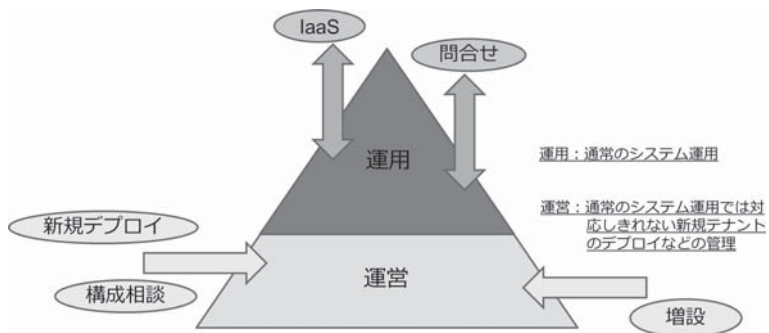 IaaS
問合せ
運用
運用：通常のシステム運用
運営：通常のシステム運用では対
応しきれない新規テナント
のデプロイなどの管理
新規デプロイ
構成相談
運営
増設